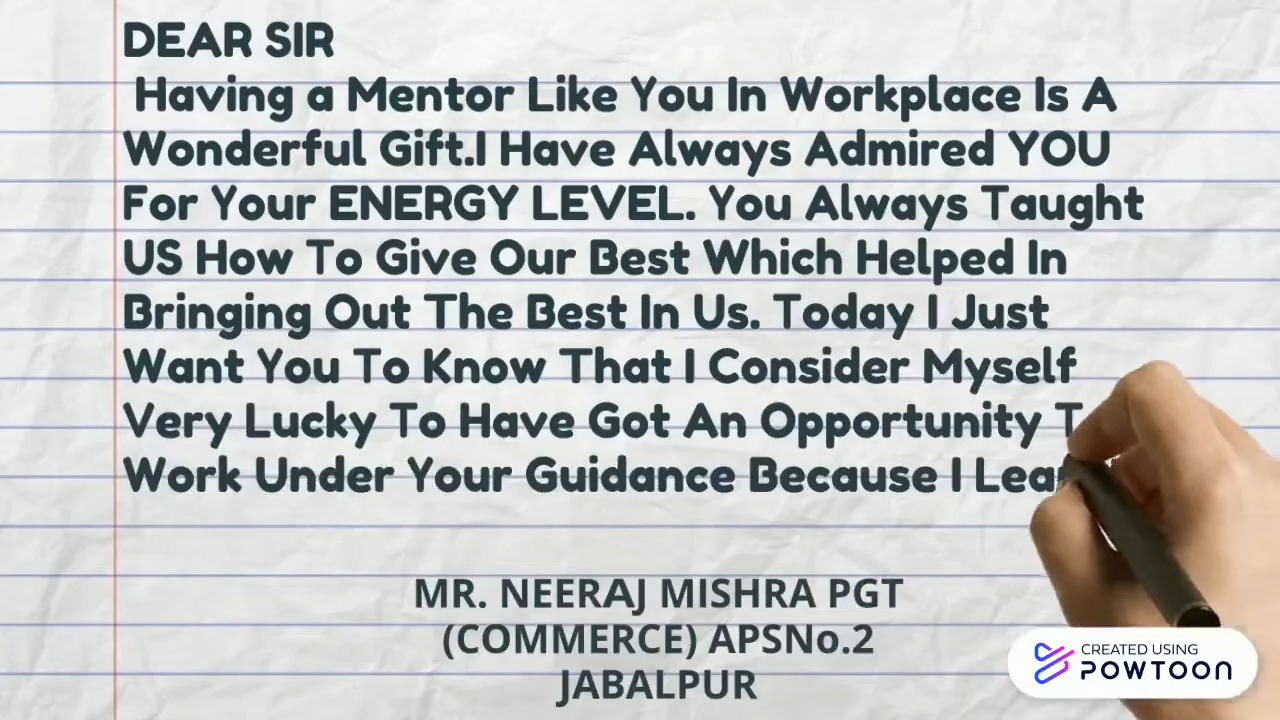 DEAR SIR
Having a Mentor Like You In Workplace Is A
Wonderful Gift.I Have Always Admired YOU
For Your ENERGY LEVEL. You Always Taught
US How To Give Our Best Which Helped In
Bringing Out The Best In Us. Today I Just
Want You To Know That I Consider Myself
Very Lucky To Have Got An Opportunity T
Work Under Your Guidance Because I Lea
MR. NEERAJ MISHRA PGT
(COMMERCE) APSNo.2
JABALPUR
CREATED USING
POWTOON